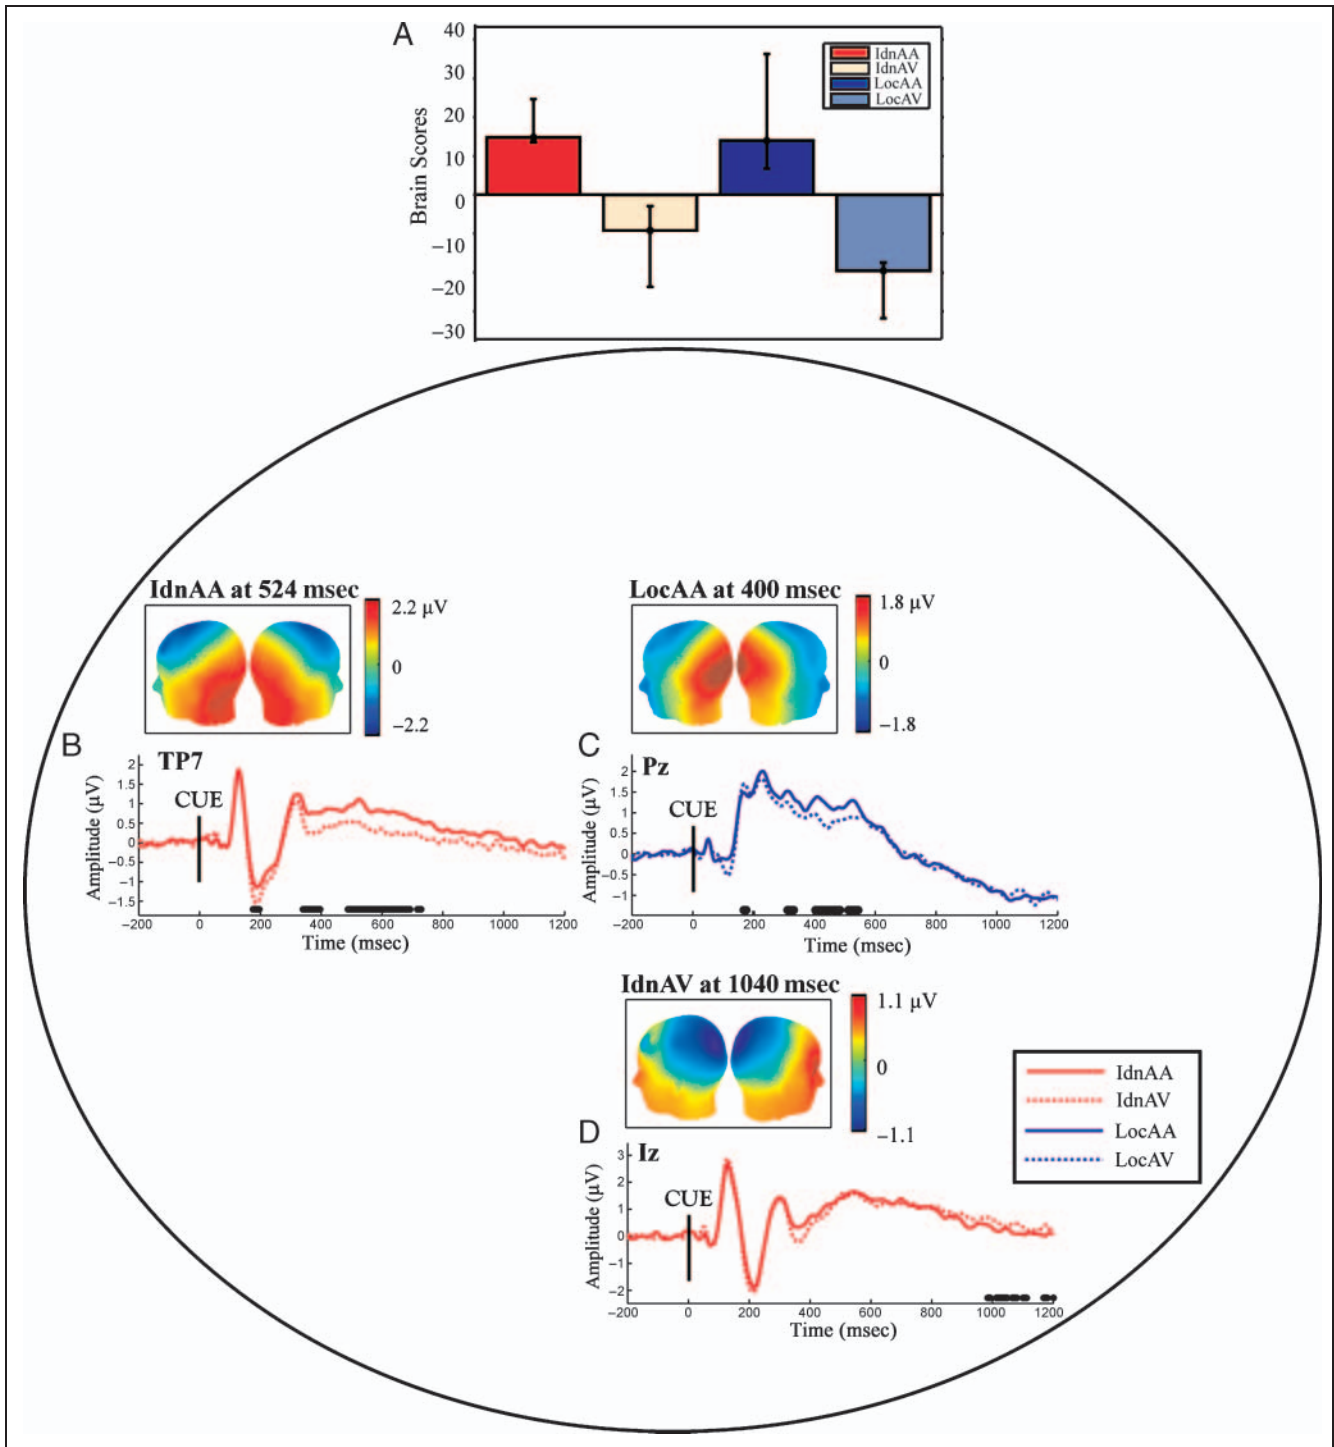 A
40
30
20
10
0
−10
−20
−30
Brain Scores
IdnAA
IdnAV
LocAA
LocAV
IdnAA at 524 msec
2.2 µV
0
−2.2
LocAA at 400 msec
1.8 µV
0
−1.8
B
TP7
CUE
Amplitude (µV)
2
1.5
1
0.5
0
−0.5
−1
−1.5
−200 0 200 400 600 800 1000 1200
Time (msec)
C
Pz
CUE
Amplitude (µV)
2
1.5
1
0.5
0
−0.5
−1
−200 0 200 400 600 800 1000 1200
Time (msec)
IdnAV at 1040 msec
1.1 µV
0
−1.1
D
Iz
CUE
Amplitude (µV)
3
2
1
0
−1
−2
−200 0 200 400 600 800 1000 1200
Time (msec)
IdnAA
IdnAV
LocAA
LocAV